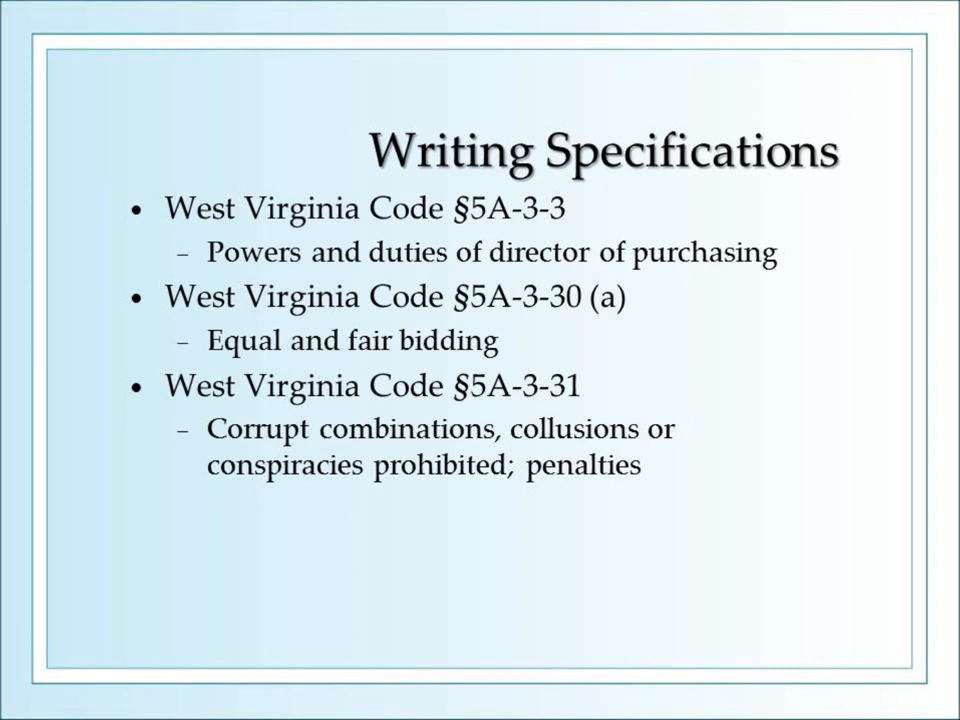 Writing Specifications
• West Virginia Code §5A-3-3
– Powers and duties of director of purchasing
• West Virginia Code §5A-3-30 (a)
– Equal and fair bidding
• West Virginia Code §5A-3-31
– Corrupt combinations, collusions or
conspiracies prohibited; penalties